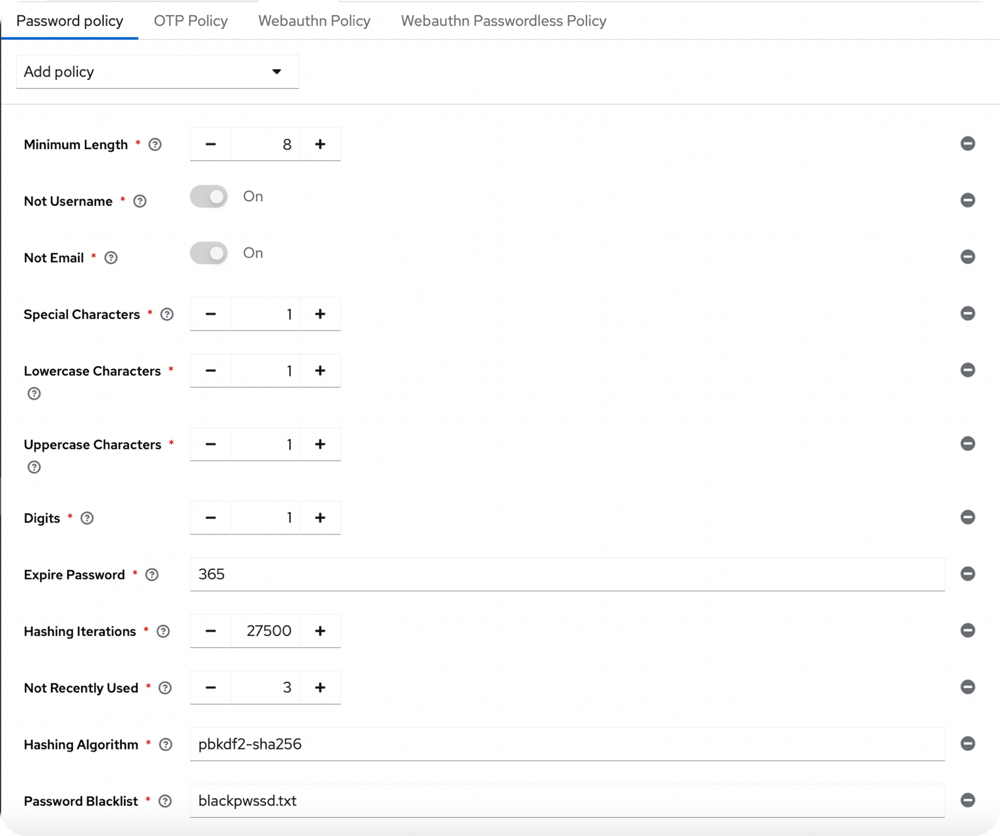 Password policy OTP Policy Webauthn Policy Webauthn Passwordless Policy
Add policy
Minimum Length * 8
Not Username * On
Not Email * On
Special Characters * 1
Lowercase Characters * 1
Uppercase Characters * 1
Digits * 1
Expire Password * 365
Hashing Iterations * 27500
Not Recently Used * 3
Hashing Algorithm * pbkdf2-sha256
Password Blacklist * blackpwssd.txt